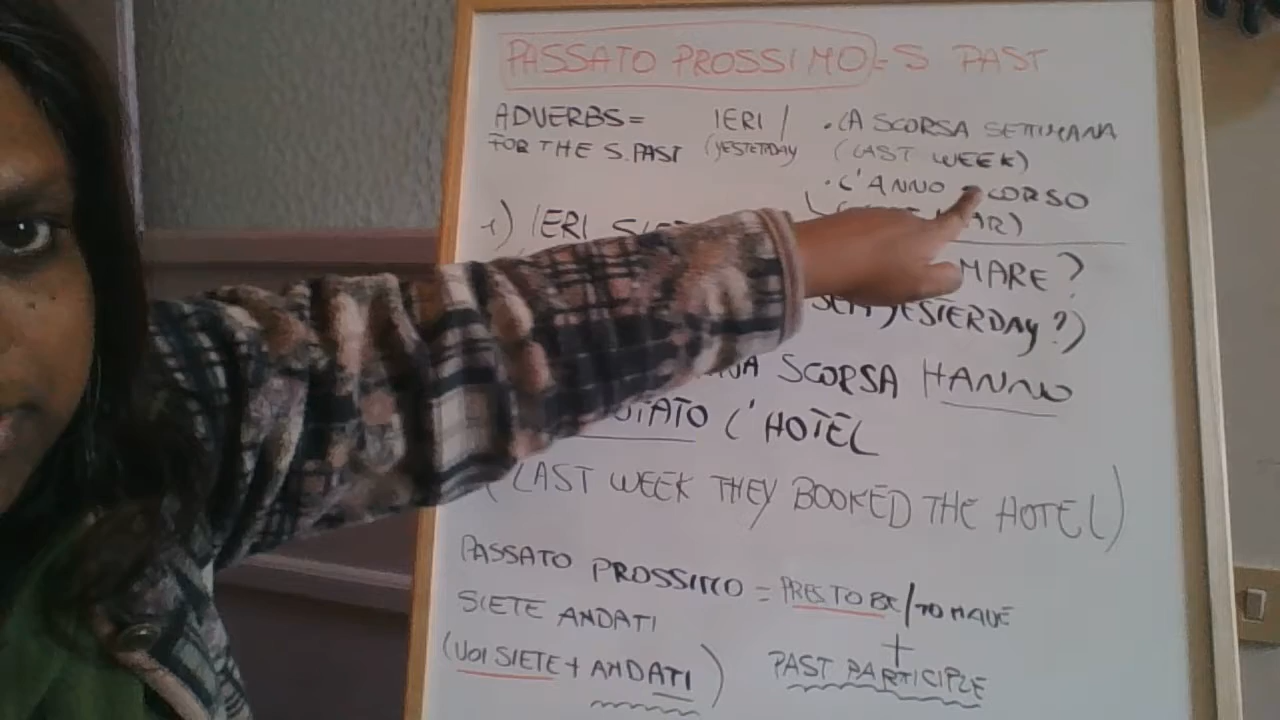 PASSATO PROSSIMO = S PAST
ADVERBS = IERI / • LA SCORSA SETTIMANA
FOR THE S. PAST (YESTERDAY (LAST WEEK)
• L'ANNO SCORSO
1) IERI
MARE?
YESTERDAY?)
SCORSA HANNO
L'HOTEL
(LAST WEEK THEY BOOKED THE HOTEL)
PASSATO PROSSIMO = PRES TO BE/TO HAVE
SIETE ANDATI +
(VOI SIETE + ANDATI) PAST PARTICIPLE